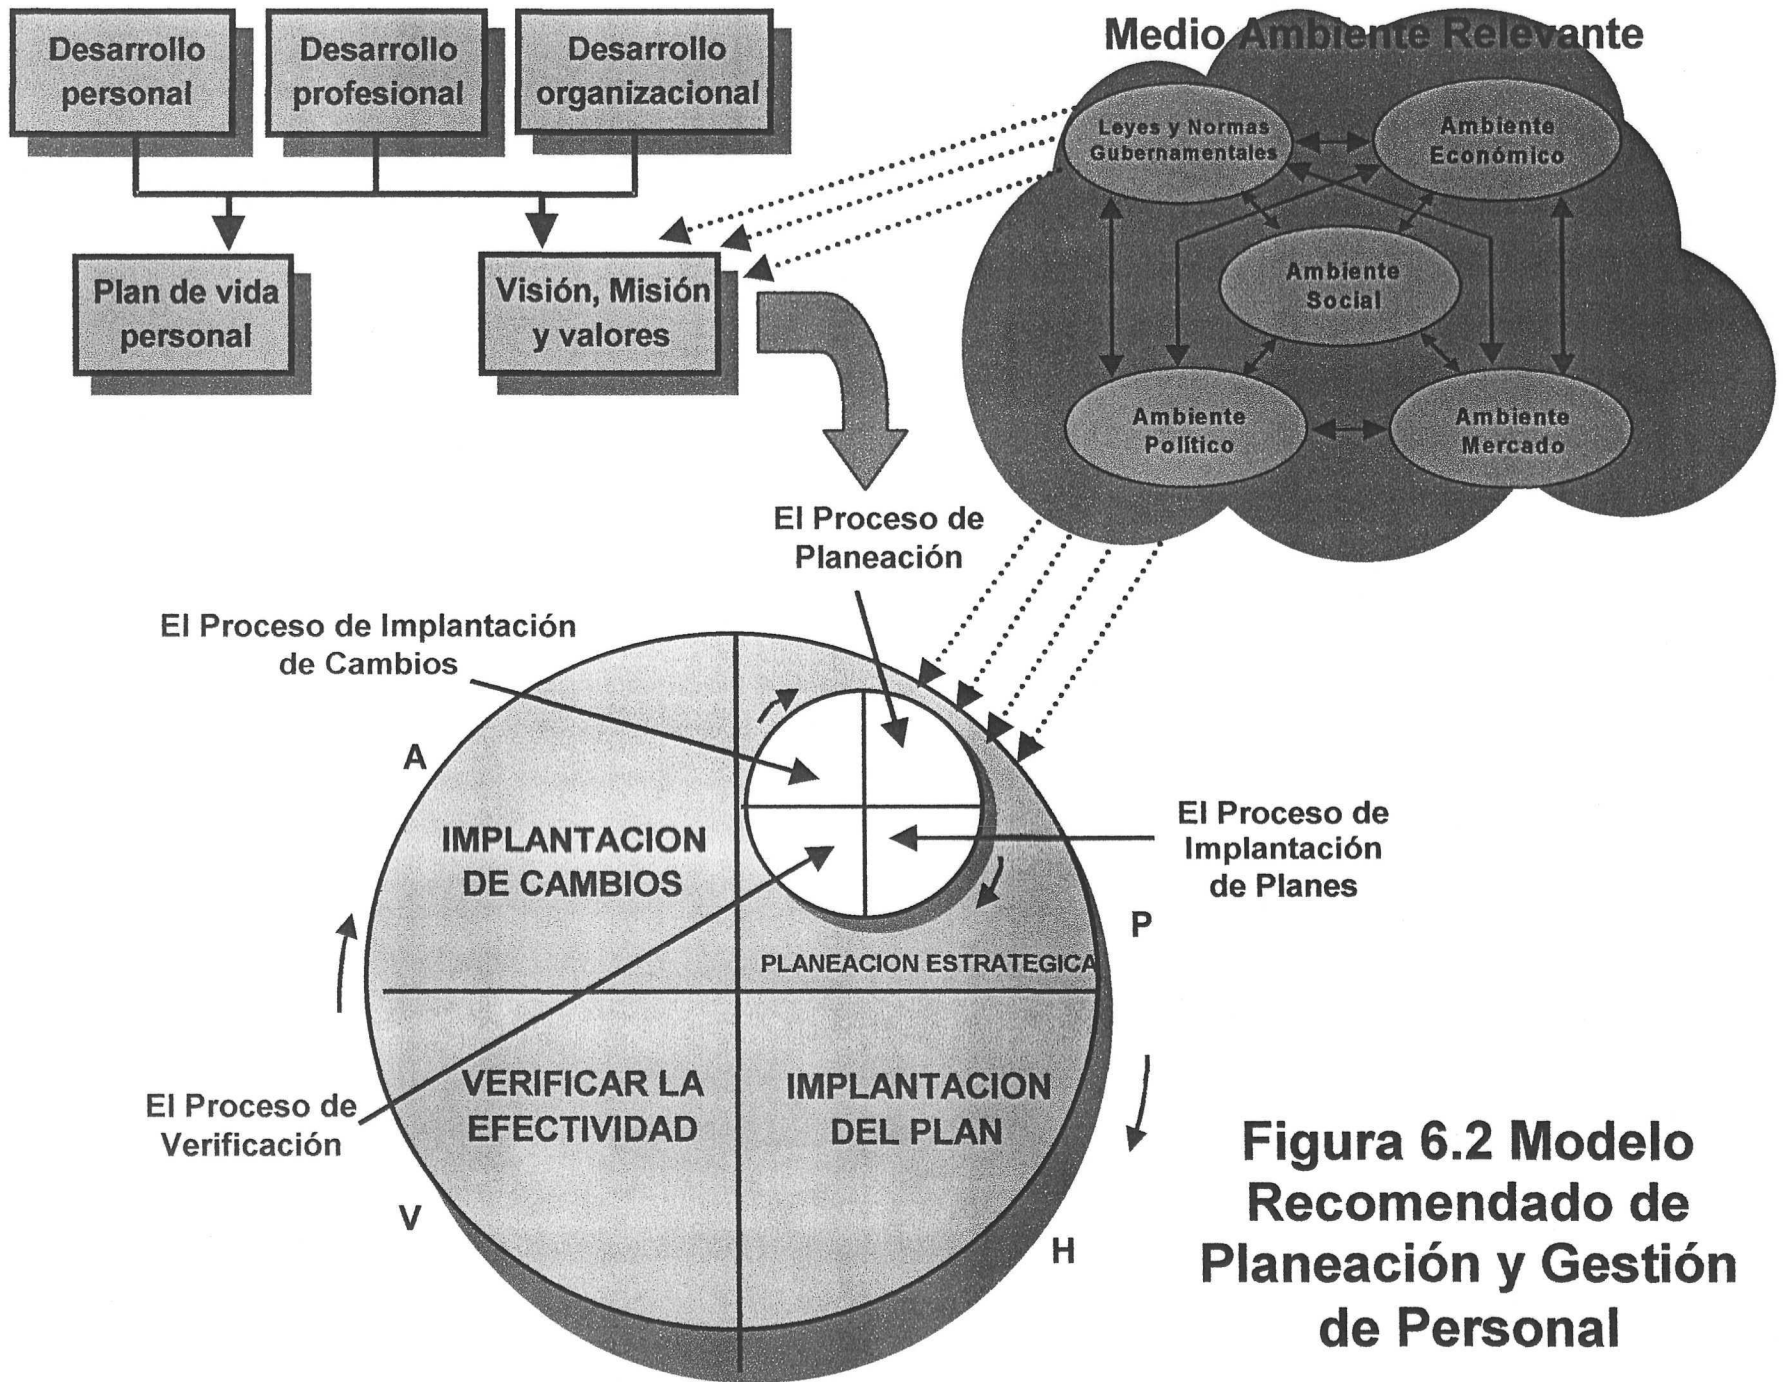 Desarrollo
personal
Desarrollo
profesional
Desarrollo
organizacional
Medio Ambiente Relevante
Leyes y Normas
Gubernamentales
Ambiente
Económico
Ambiente
Social
Ambiente
Político
Ambiente
Mercado
Plan de vida
personal
Visión, Misión
y valores
El Proceso de
Planeación
El Proceso de Implantación
de Cambios
A
IMPLANTACION
DE CAMBIOS
El Proceso de
Implantación
de Planes
P
PLANEACION ESTRATEGICA
VERIFICAR LA
EFECTIVIDAD
IMPLANTACION
DEL PLAN
El Proceso de
Verificación
V
H
Figura 6.2 Modelo
Recomendado de
Planeación y Gestión
de Personal